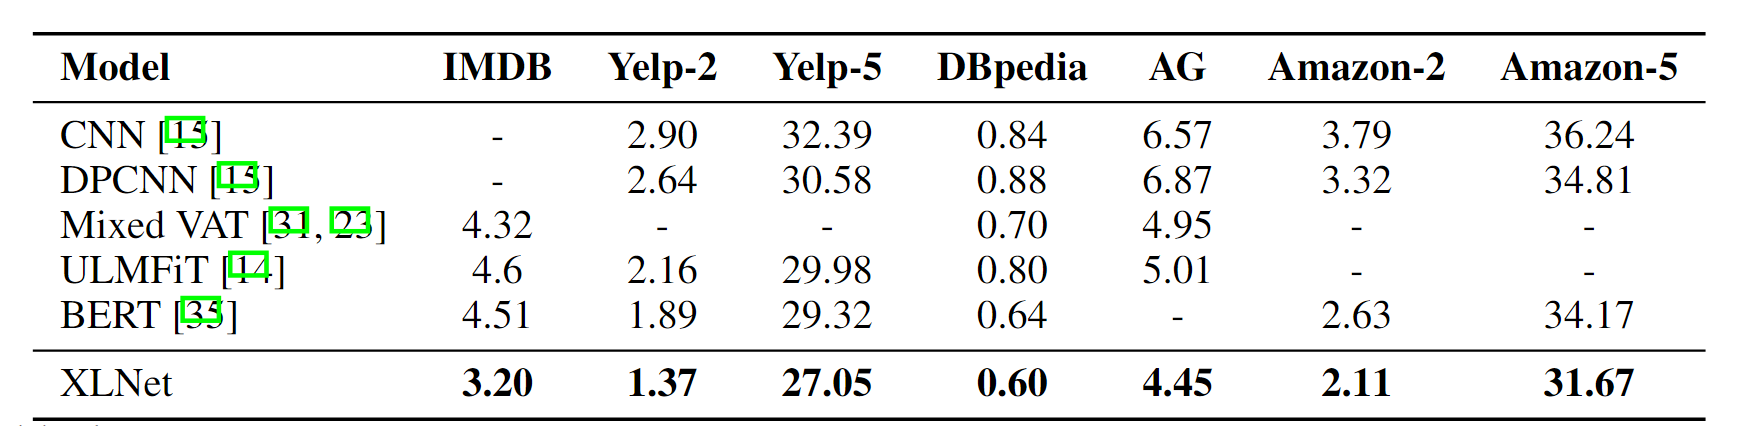 Model IMDB Yelp-2 Yelp-5 DBpedia AG Amazon-2 Amazon-5
CNN [15] - 2.90 32.39 0.84 6.57 3.79 36.24
DPCNN [15] - 2.64 30.58 0.88 6.87 3.32 34.81
Mixed VAT [31, 23] 4.32 - - 0.70 4.95 - -
ULMFiT [14] 4.6 2.16 29.98 0.80 5.01 - -
BERT [35] 4.51 1.89 29.32 0.64 - 2.63 34.17
XLNet 3.20 1.37 27.05 0.60 4.45 2.11 31.67